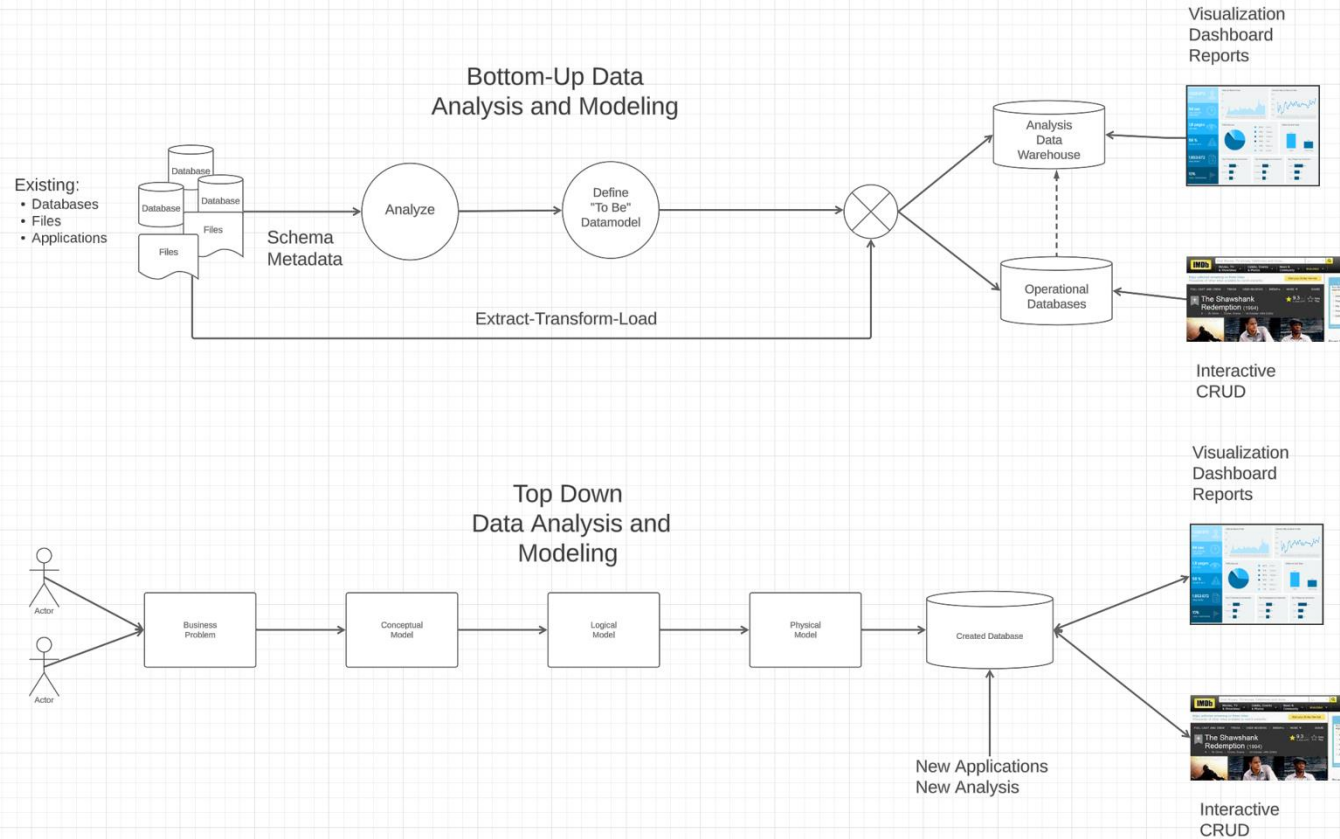 Visualization
Dashboard
Reports
Bottom-Up Data
Analysis and Modeling
Existing:
• Databases
• Files
• Applications
Database
Database
Database
Files
Files
Schema
Metadata
Analyze
Define
"To Be"
Datamodel
Extract-Transform-Load
Analysis
Data
Warehouse
Operational
Databases
IMDb
The Shawshank
Redemption (1994)
Interactive
CRUD
Top Down
Data Analysis and
Modeling
Actor
Actor
Business
Problem
Conceptual
Model
Logical
Model
Physical
Model
Created Database
New Applications
New Analysis
Visualization
Dashboard
Reports
IMDb
The Shawshank
Redemption (1994)
Interactive
CRUD